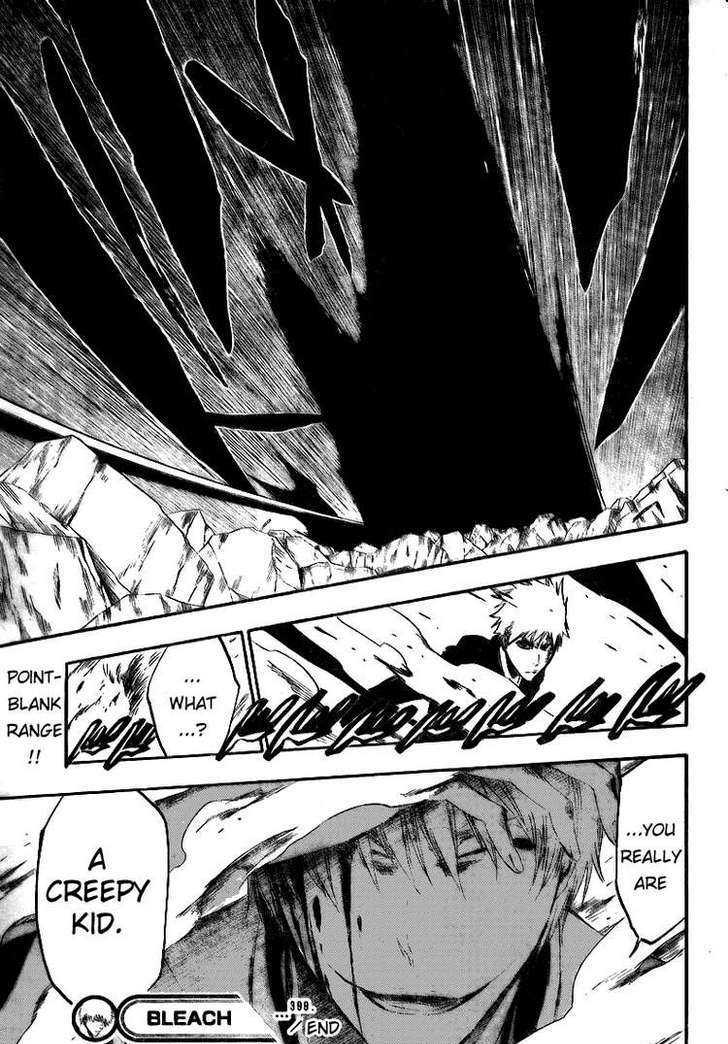 ...
WHAT
...?
POINT-
BLANK
RANGE
!!
...YOU
REALLY
ARE
A
CREEPY
KID.
BLEACH
...
/ END